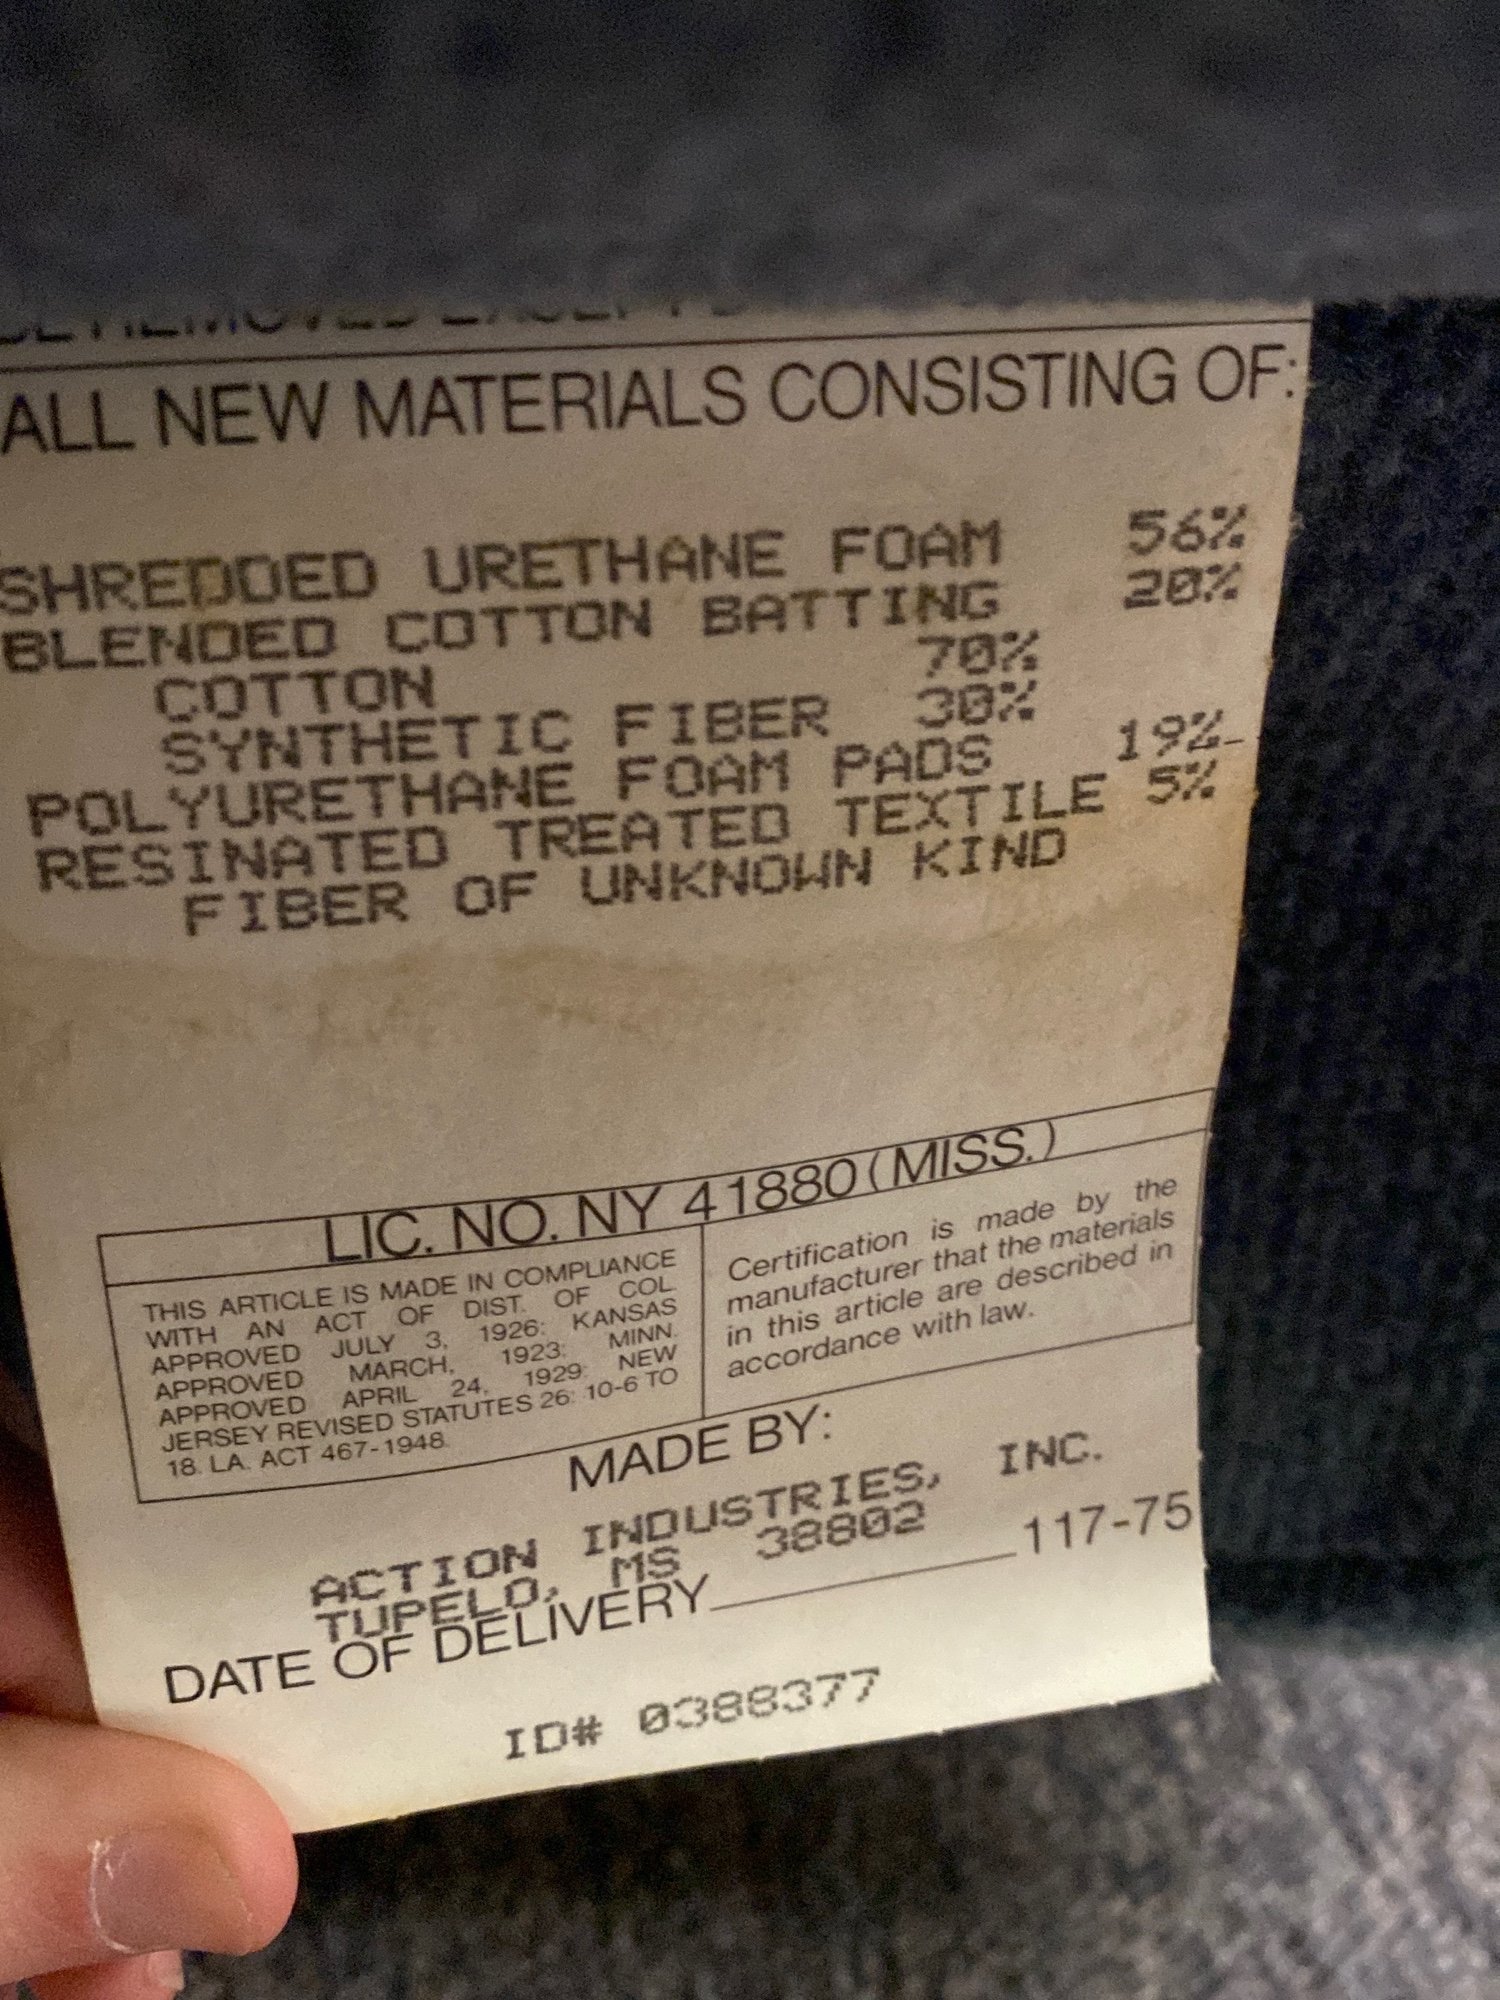 BE REMOVED EXCEPT B
ALL NEW MATERIALS CONSISTING OF:
SHREDDED URETHANE FOAM 56%
BLENDED COTTON BATTING 20%
COTTON 70%
SYNTHETIC FIBER 30%
POLYURETHANE FOAM PADS 19%
RESINATED TREATED TEXTILE 5%
FIBER OF UNKNOWN KIND
LIC. NO. NY 41880 (MISS.)
THIS ARTICLE IS MADE IN COMPLIANCE
WITH AN ACT OF DIST. OF COL
APPROVED JULY 3, 1926: KANSAS
APPROVED MARCH, 1923: MINN.
APPROVED APRIL 24, 1929: NEW
JERSEY REVISED STATUTES 26: 10-6 TO
18. LA. ACT 467-1948.
Certification is made by the
manufacturer that the materials
in this article are described in
accordance with law.
MADE BY:
ACTION INDUSTRIES, INC.
TUPELO, MS 38802
DATE OF DELIVERY 117-75
ID# 0388377